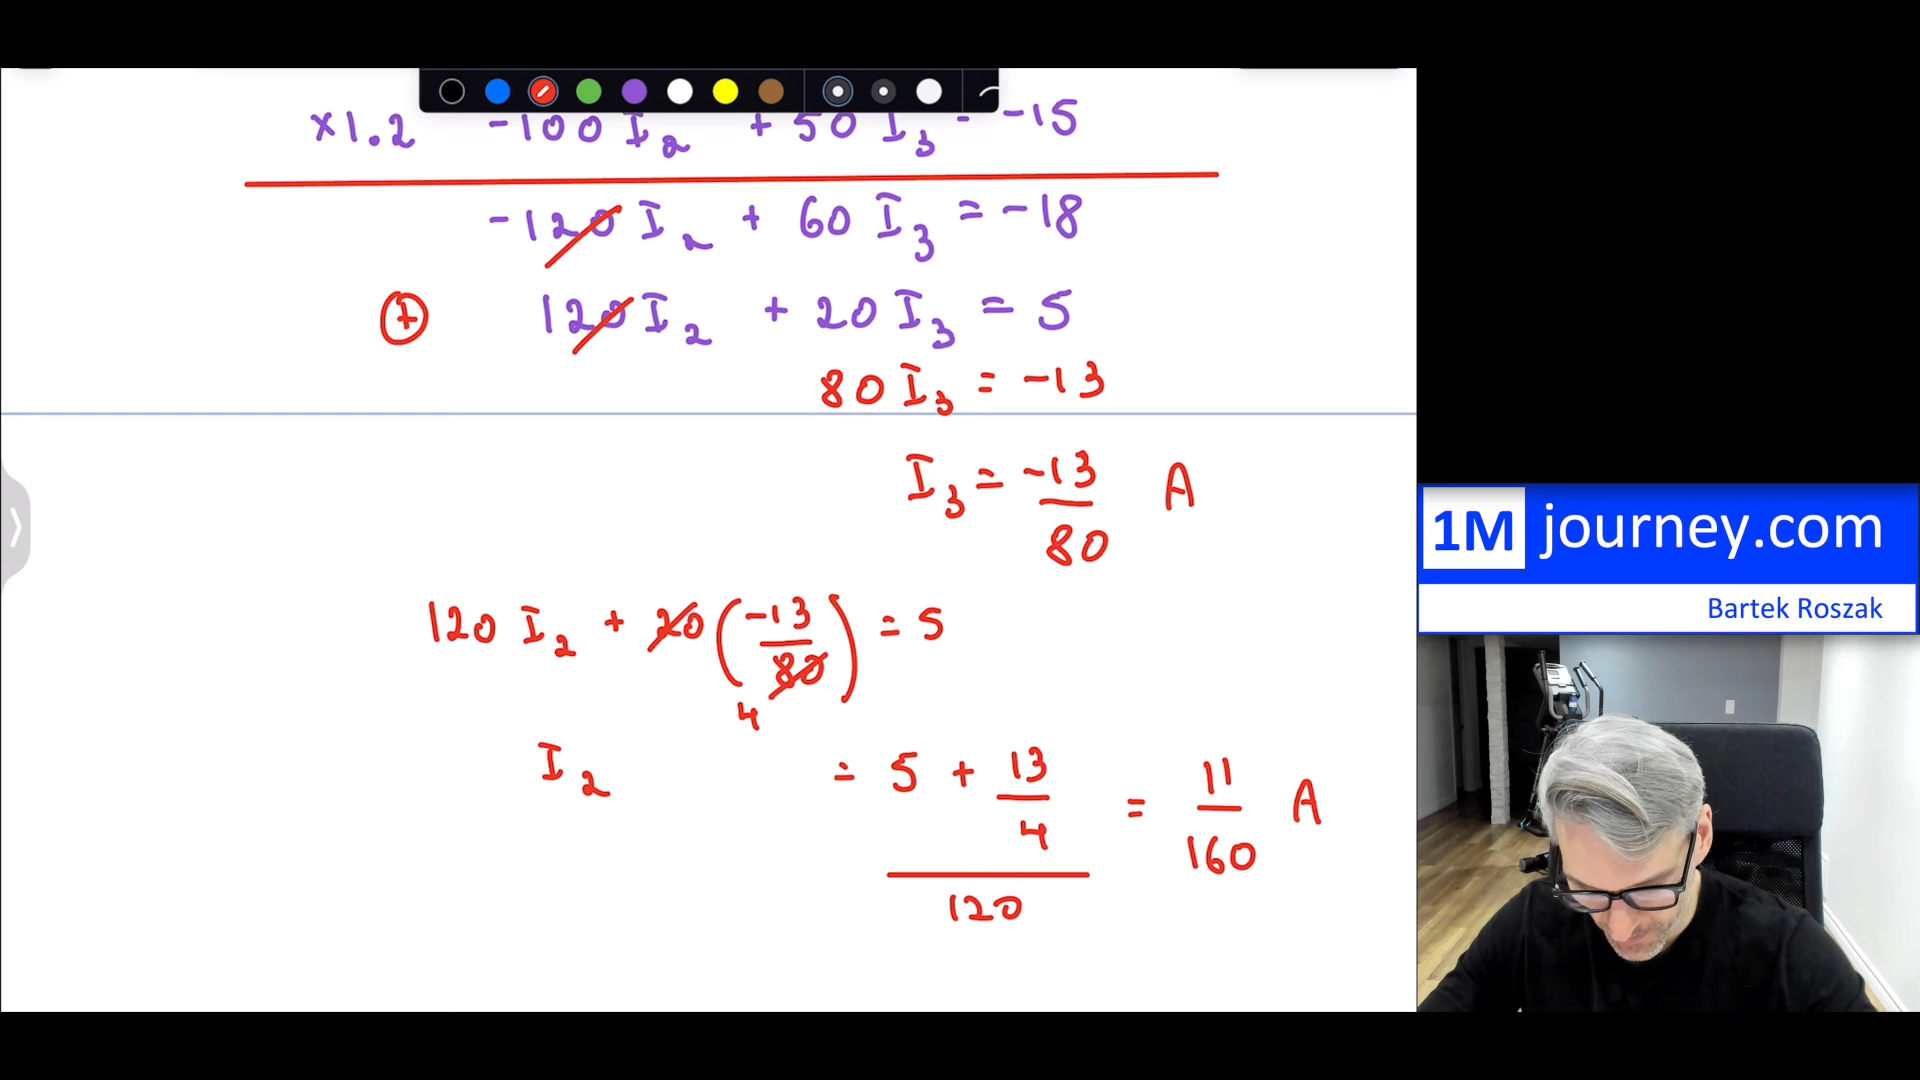 ×1.2 -100 I₂ + 50 I₃ = -15
-120 I₂ + 60 I₃ = -18
+ 120 I₂ + 20 I₃ = 5
80 I₃ = -13
I₃ = -13/80 A
120 I₂ + 20 (-13/80) = 5
4
I₂ = (5 + 13/4)/120 = 11/160 A
1M journey.com
Bartek Roszak